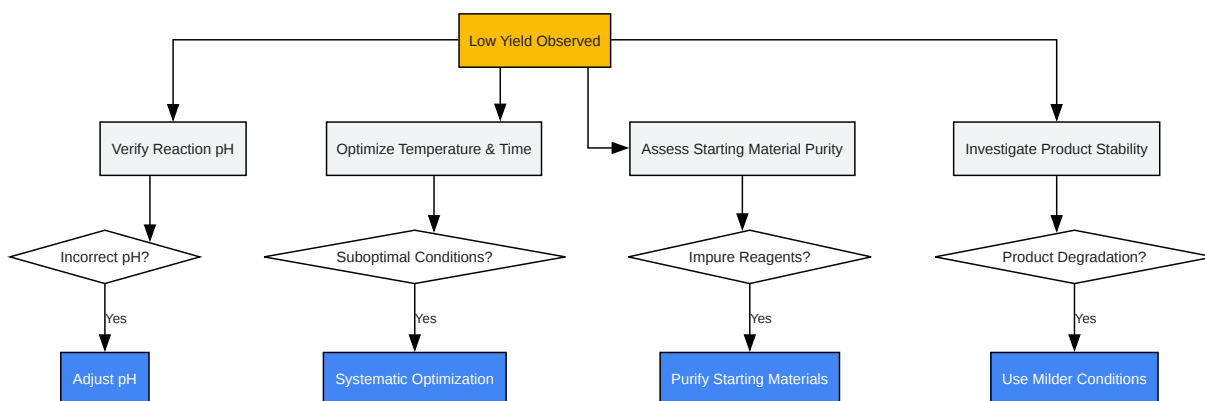 Low Yield Observed
Verify Reaction pH
Optimize Temperature & Time
Assess Starting Material Purity
Investigate Product Stability
Incorrect pH?
Suboptimal Conditions?
Impure Reagents?
Product Degradation?
Yes
Yes
Yes
Yes
Adjust pH
Systematic Optimization
Purify Starting Materials
Use Milder Conditions